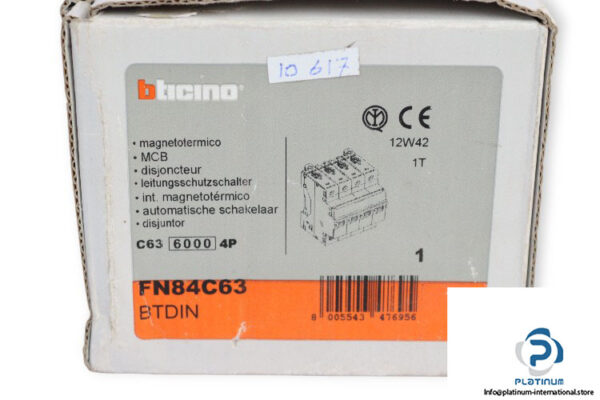 10 617
bticino
• magnetotermico
• MCB
• disjoncteur
• leitungsschutzschalter
• int. magnetotérmico
• automatische schakelaar
• disjuntor
CE
12W42
1T
C63 6000 4P
1
FN84C63
BTDIN
8 005543 476956
PLATINUM
Info@platinum-international.store